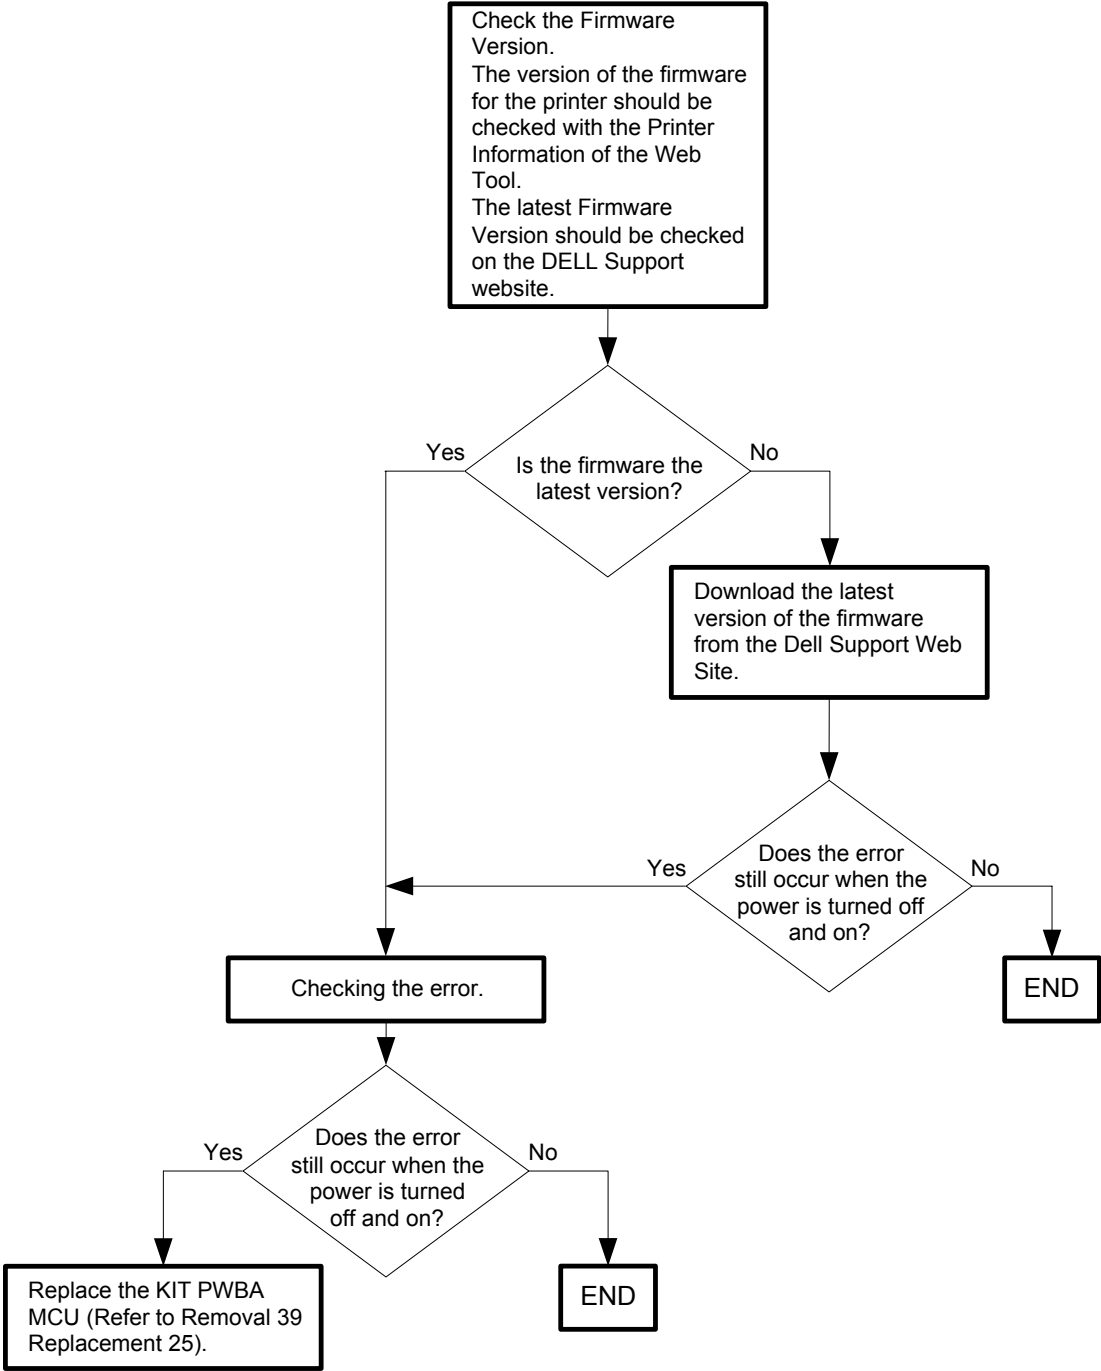 Check the Firmware
Version.
The version of the firmware
for the printer should be
checked with the Printer
Information of the Web
Tool.
The latest Firmware
Version should be checked
on the DELL Support
website.
Yes
No
Is the firmware the
latest version?
Download the latest
version of the firmware
from the Dell Support Web
Site.
Yes
No
Does the error
still occur when the
power is turned off
and on?
Checking the error.
END
Yes
No
Does the error
still occur when the
power is turned
off and on?
Replace the KIT PWBA
MCU (Refer to Removal 39
Replacement 25).
END